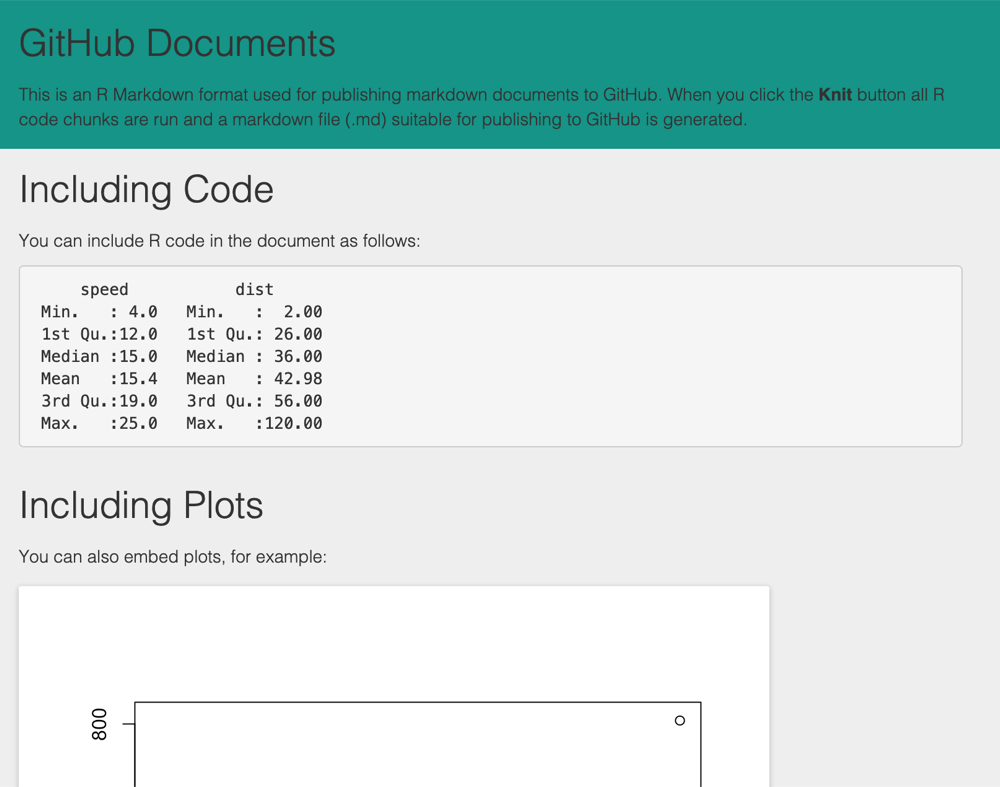 GitHub Documents
This is an R Markdown format used for publishing markdown documents to GitHub. When you click the Knit button all R
code chunks are run and a markdown file (.md) suitable for publishing to GitHub is generated.
Including Code
You can include R code in the document as follows:
    speed           dist
Min.   : 4.0   Min.   :  2.00
1st Qu.:12.0   1st Qu.: 26.00
Median :15.0   Median : 36.00
Mean   :15.4   Mean   : 42.98
3rd Qu.:19.0   3rd Qu.: 56.00
Max.   :25.0   Max.   :120.00
Including Plots
You can also embed plots, for example:
800